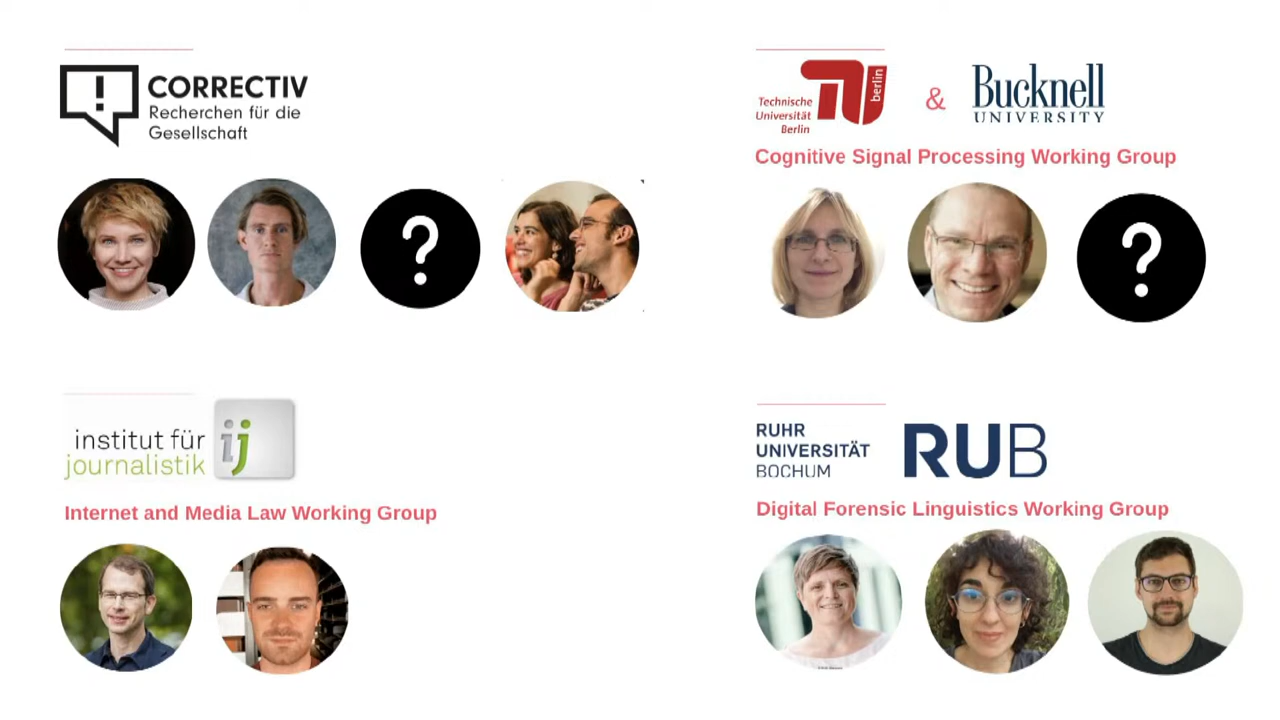 CORRECTIV
Recherchen für die
Gesellschaft
?
Technische
Universität
Berlin
berlin
&
Bucknell
UNIVERSITY
Cognitive Signal Processing Working Group
?
institut für
journalistik
ij
Internet and Media Law Working Group
RUHR
UNIVERSITÄT
BOCHUM
RUB
Digital Forensic Linguistics Working Group